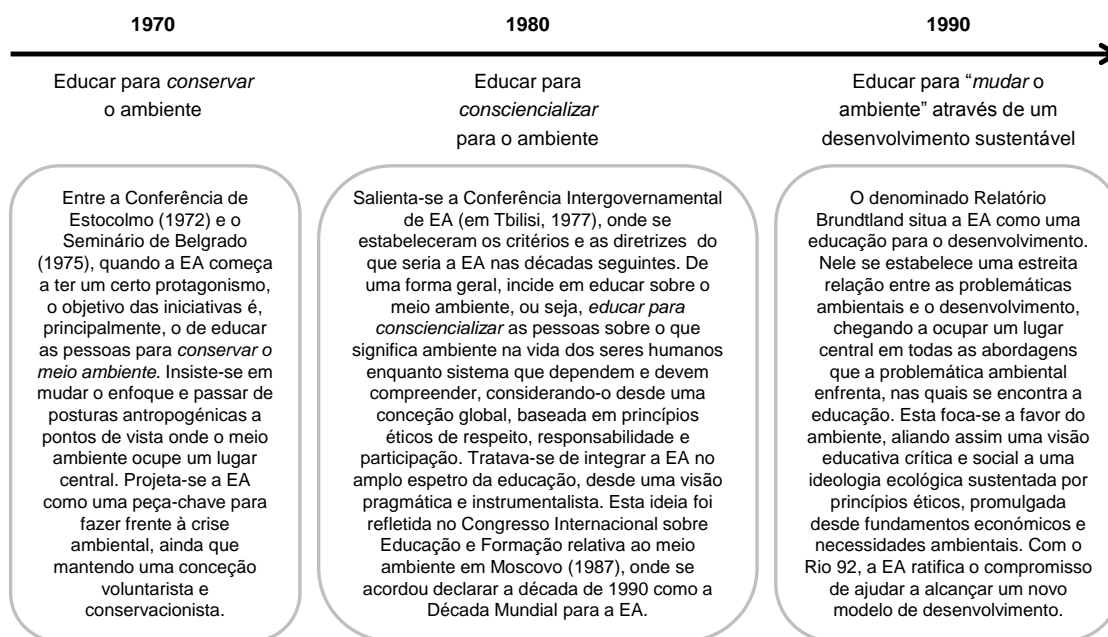 1970
1980
1990
Educar para conservar
o ambiente
Educar para
consciencializar
para o ambiente
Educar para “mudar o
ambiente” através de um
desenvolvimento sustentável
Entre a Conferência de
Estocolmo (1972) e o
Seminário de Belgrado
(1975), quando a EA começa
a ter um certo protagonismo,
o objetivo das iniciativas é,
principalmente, o de educar
as pessoas para conservar o
meio ambiente. Insiste-se em
mudar o enfoque e passar de
posturas antropogénicas a
pontos de vista onde o meio
ambiente ocupe um lugar
central. Projeta-se a EA
como uma peça-chave para
fazer frente à crise
ambiental, ainda que
mantendo uma conceção
voluntarista e
conservacionista.
Salienta-se a Conferência Intergovernamental
de EA (em Tbilisi, 1977), onde se
estabeleceram os critérios e as diretrizes do
que seria a EA nas décadas seguintes. De
uma forma geral, incide em educar sobre o
meio ambiente, ou seja, educar para
consciencializar as pessoas sobre o que
significa ambiente na vida dos seres humanos
enquanto sistema que dependem e devem
compreender, considerando-o desde uma
conceção global, baseada em princípios
éticos de respeito, responsabilidade e
participação. Tratava-se de integrar a EA no
amplo espetro da educação, desde uma visão
pragmática e instrumentalista. Esta ideia foi
refletida no Congresso Internacional sobre
Educação e Formação relativa ao meio
ambiente em Moscovo (1987), onde se
acordou declarar a década de 1990 como a
Década Mundial para a EA.
O denominado Relatório
Brundtland situa a EA como uma
educação para o desenvolvimento.
Nele se estabelece uma estreita
relação entre as problemáticas
ambientais e o desenvolvimento,
chegando a ocupar um lugar
central em todas as abordagens
que a problemática ambiental
enfrenta, nas quais se encontra a
educação. Esta foca-se a favor do
ambiente, aliando assim uma visão
educativa crítica e social a uma
ideologia ecológica sustentada por
princípios éticos, promulgada
desde fundamentos económicos e
necessidades ambientais. Com o
Rio 92, a EA ratifica o compromisso
de ajudar a alcançar um novo
modelo de desenvolvimento.